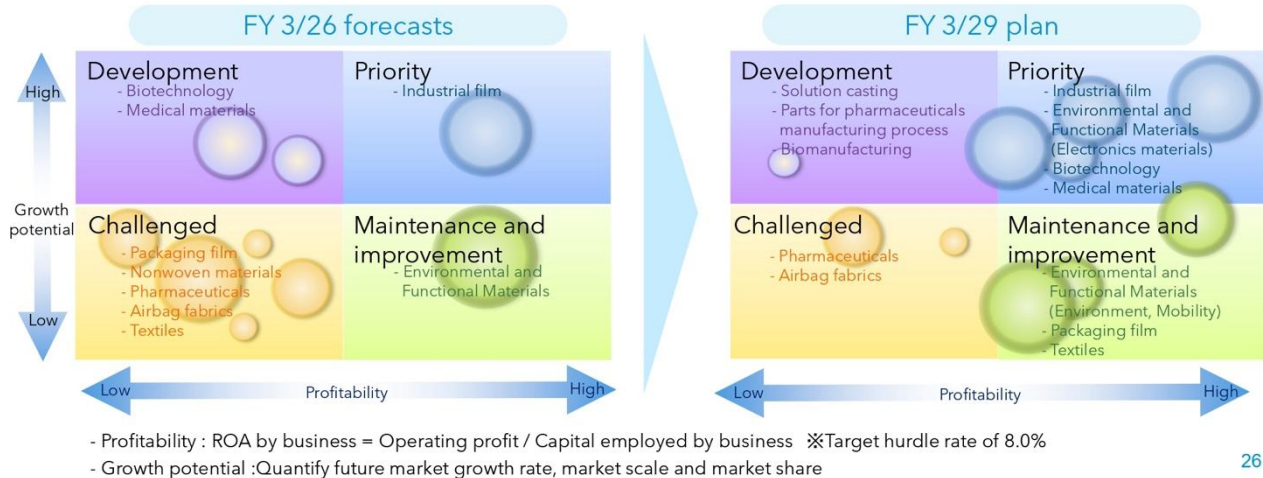 FY 3/26 forecasts
High
Growth
potential
Low
Development
- Biotechnology
- Medical materials
Priority
- Industrial film
Challenged
- Packaging film
- Nonwoven materials
- Pharmaceuticals
- Airbag fabrics
- Textiles
Maintenance and
improvement
- Environmental and
Functional Materials
Low
Profitability
High
FY 3/29 plan
Development
- Solution casting
- Parts for pharmaceuticals
manufacturing process
- Biomanufacturing
Priority
- Industrial film
- Environmental and
Functional Materials
(Electronics materials)
- Biotechnology
- Medical materials
Challenged
- Pharmaceuticals
- Airbag fabrics
Maintenance and
improvement
- Environmental and
Functional Materials
(Environment, Mobility)
- Packaging film
- Textiles
Low
Profitability
High
- Profitability : ROA by business = Operating profit / Capital employed by business ※Target hurdle rate of 8.0%
- Growth potential :Quantify future market growth rate, market scale and market share
26